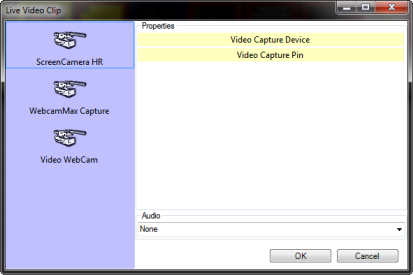 Live Video Clip
ScreenCamera HR
WebcamMax Capture
Video WebCam
Properties
Video Capture Device
Video Capture Pin
Audio
None
OK
Cancel